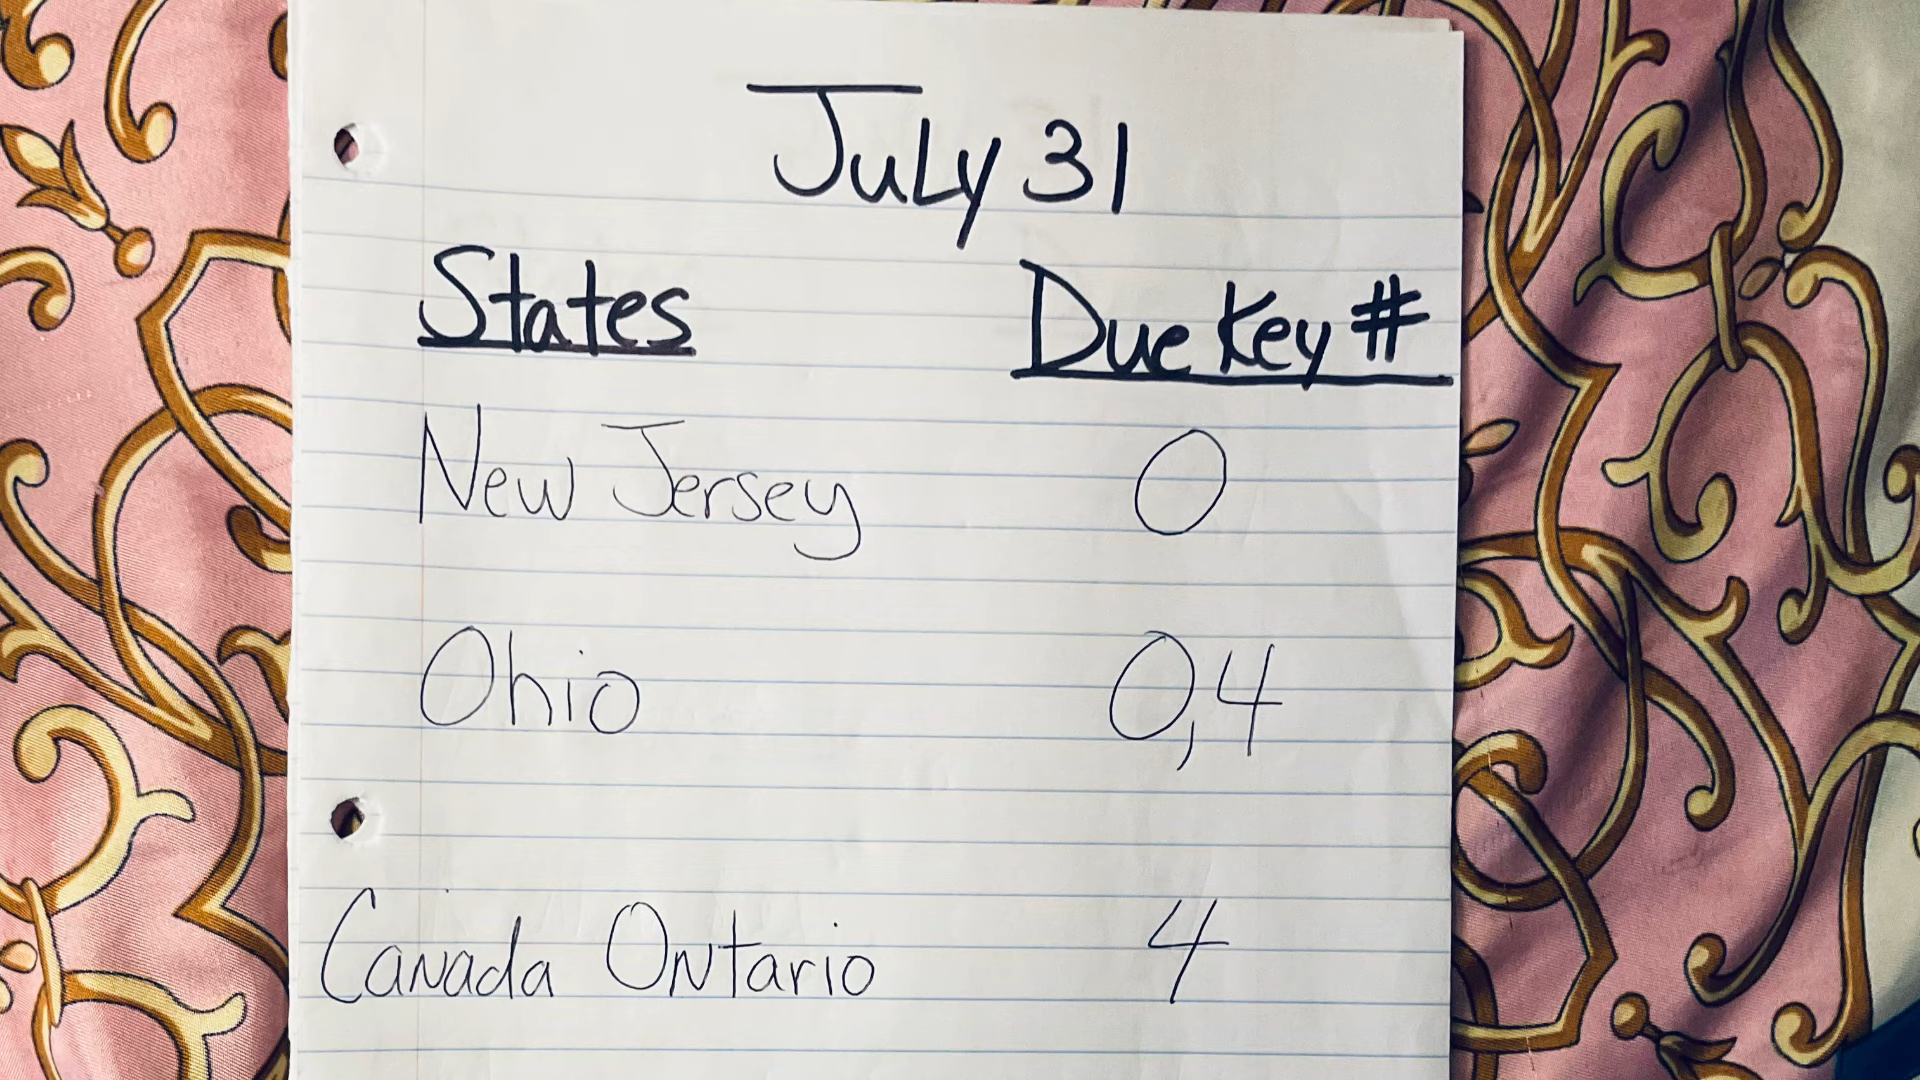 July 31
States Due Key #
New Jersey 0
Ohio 0,4
Canada Ontario 4